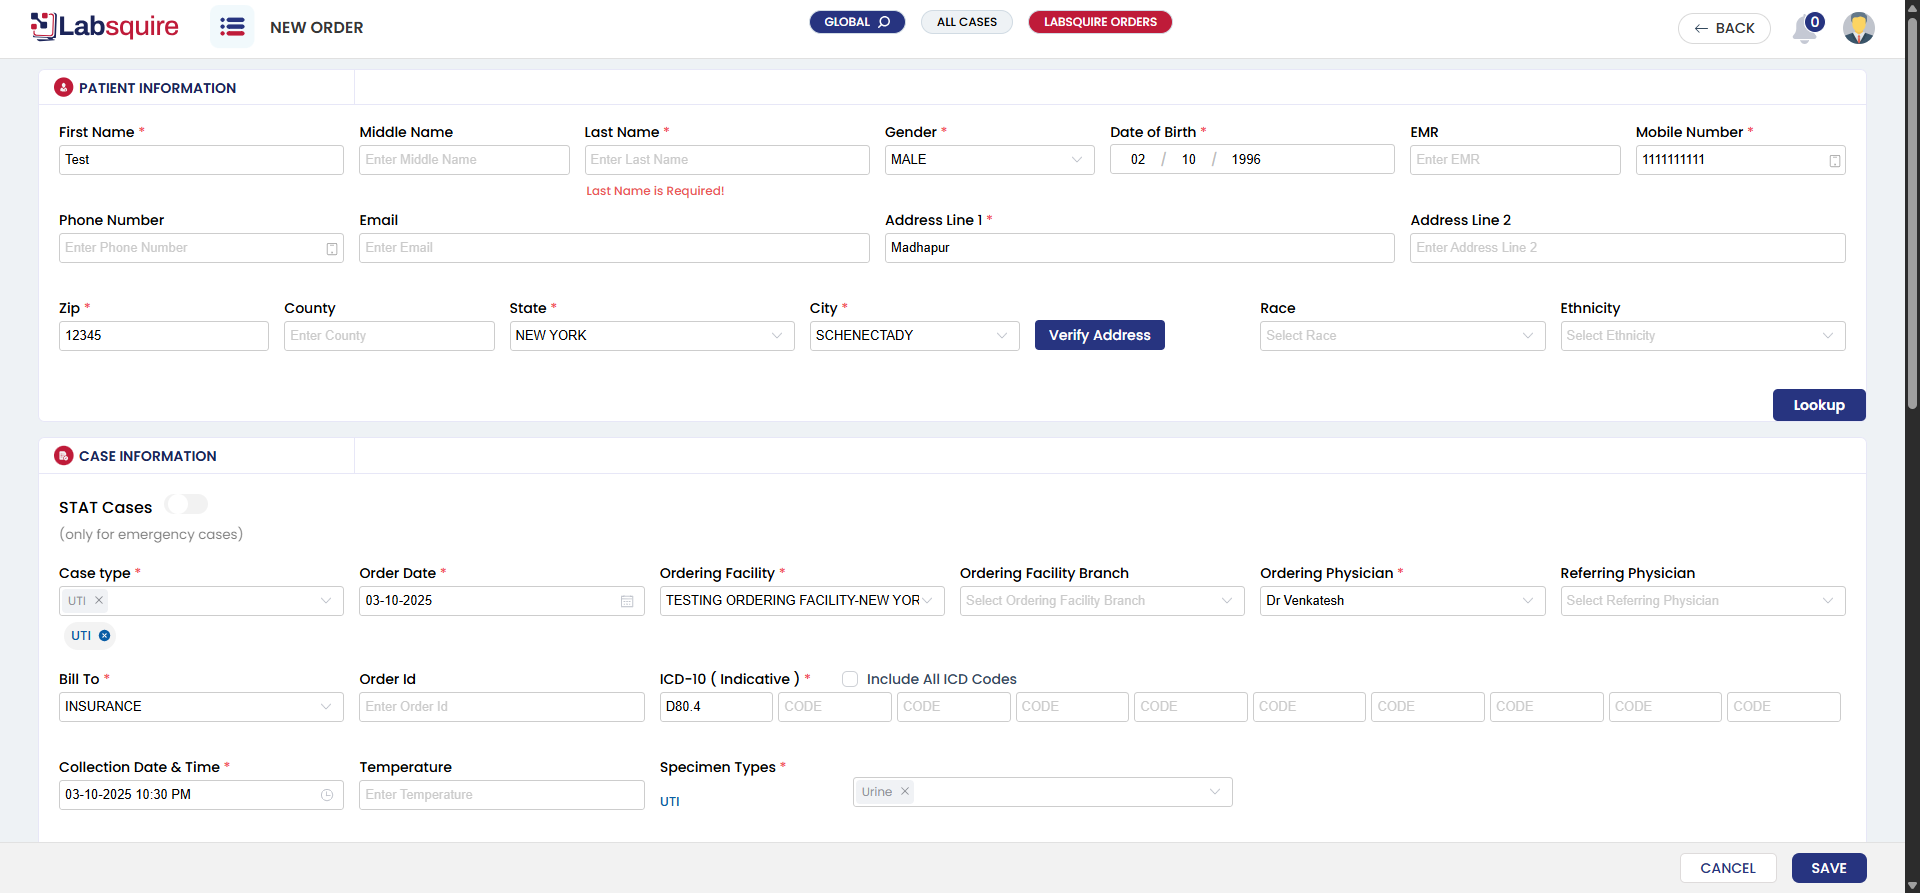 Labsquire
NEW ORDER
GLOBAL
ALL CASES
LABSQUIRE ORDERS
BACK
0
PATIENT INFORMATION
First Name *
Middle Name
Last Name *
Gender *
Date of Birth *
EMR
Mobile Number *
Test
Enter Middle Name
Enter Last Name
MALE
02 / 10 / 1996
Enter EMR
1111111111
Last Name is Required!
Phone Number
Email
Address Line 1 *
Address Line 2
Enter Phone Number
Enter Email
Madhapur
Enter Address Line 2
Zip *
County
State *
City *
Race
Ethnicity
12345
Enter County
NEW YORK
SCHENECTADY
Verify Address
Select Race
Select Ethnicity
Lookup
CASE INFORMATION
STAT Cases
(only for emergency cases)
Case type *
Order Date *
Ordering Facility *
Ordering Facility Branch
Ordering Physician *
Referring Physician
UTI
03-10-2025
TESTING ORDERING FACILITY-NEW YOR
Select Ordering Facility Branch
Dr Venkatesh
Select Referring Physician
UTI
Bill To *
Order Id
ICD-10 ( Indicative ) *
Include All ICD Codes
INSURANCE
Enter Order Id
D80.4
CODE
CODE
CODE
CODE
CODE
CODE
CODE
CODE
CODE
Collection Date & Time *
Temperature
Specimen Types *
03-10-2025 10:30 PM
Enter Temperature
UTI
Urine
CANCEL
SAVE